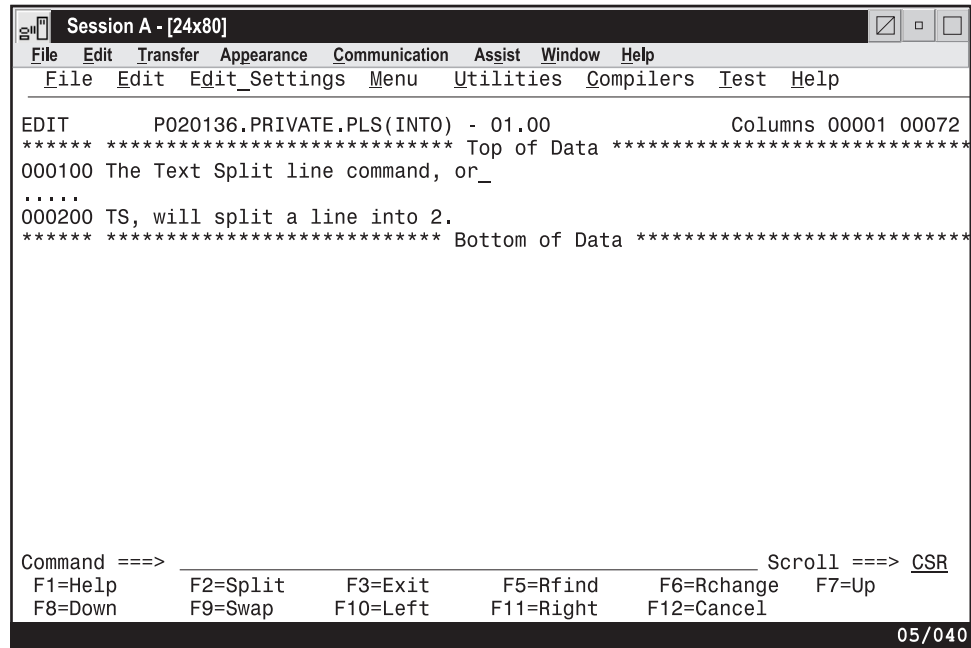 Session A - [24x80]
File Edit Transfer Appearance Communication Assist Window Help
File Edit Edit_Settings Menu Utilities Compilers Test Help
EDIT P020136.PRIVATE.PLS(INTO) - 01.00 Columns 00001 00072
****** ***************************** Top of Data ******************************
000100 The Text Split line command, or_
.....
000200 TS, will split a line into 2.
****** **************************** Bottom of Data ****************************
Command ===> Scroll ===> CSR
F1=Help F2=Split F3=Exit F5=Rfind F6=Rchange F7=Up
F8=Down F9=Swap F10=Left F11=Right F12=Cancel
05/040